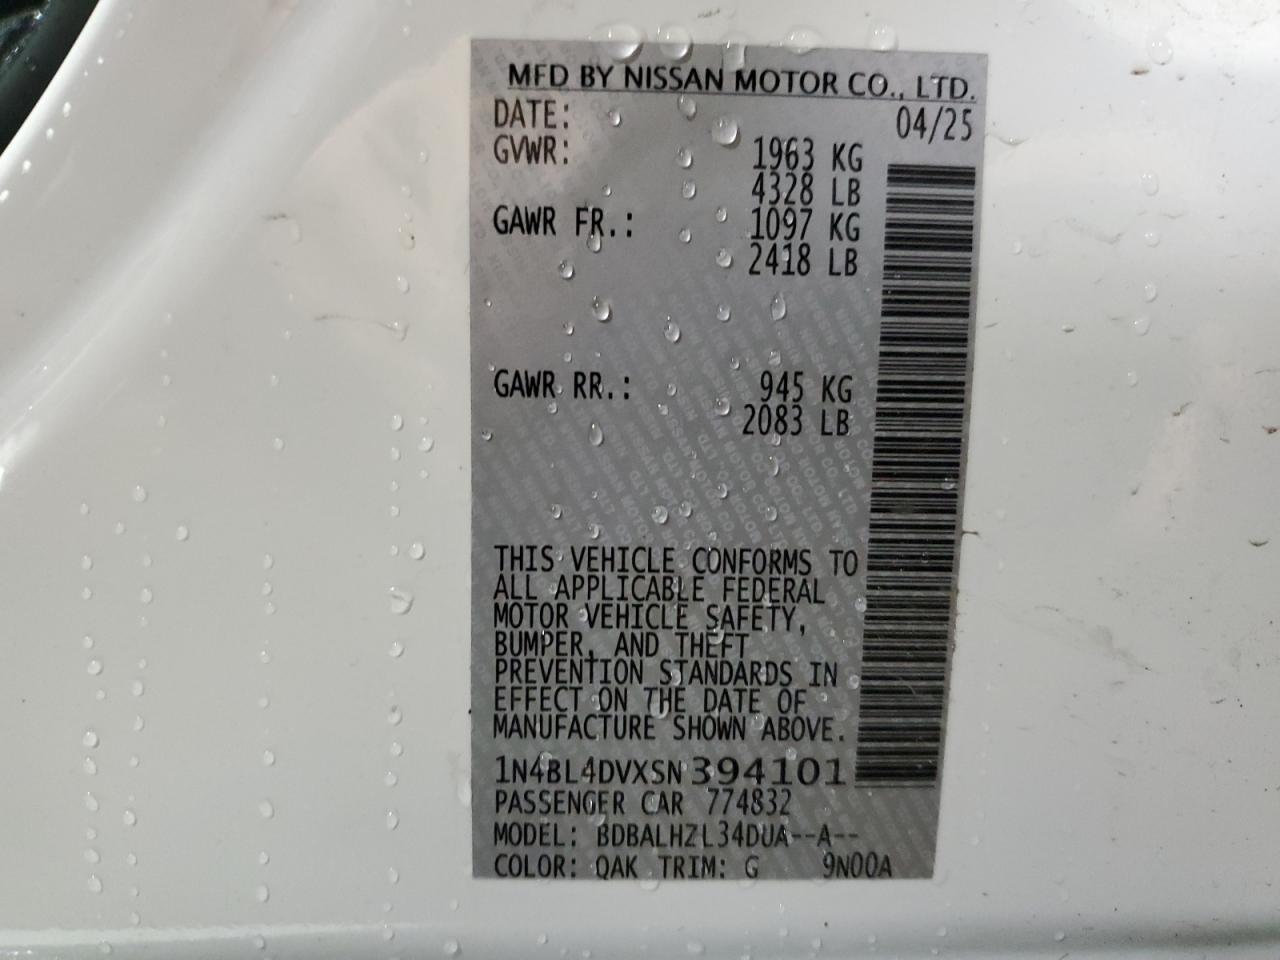 MFD BY NISSAN MOTOR CO., LTD.
DATE: 04/25
GVWR: 1963 KG
4328 LB
GAWR FR.: 1097 KG
2418 LB
GAWR RR.: 945 KG
2083 LB
THIS VEHICLE CONFORMS TO
ALL APPLICABLE FEDERAL
MOTOR VEHICLE SAFETY,
BUMPER, AND THEFT
PREVENTION STANDARDS IN
EFFECT ON THE DATE OF
MANUFACTURE SHOWN ABOVE.
1N4BL4DVXSN394101
PASSENGER CAR 774832
MODEL: BDBALHZL34DUA--A--
COLOR: QAK TRIM: G 9N00A